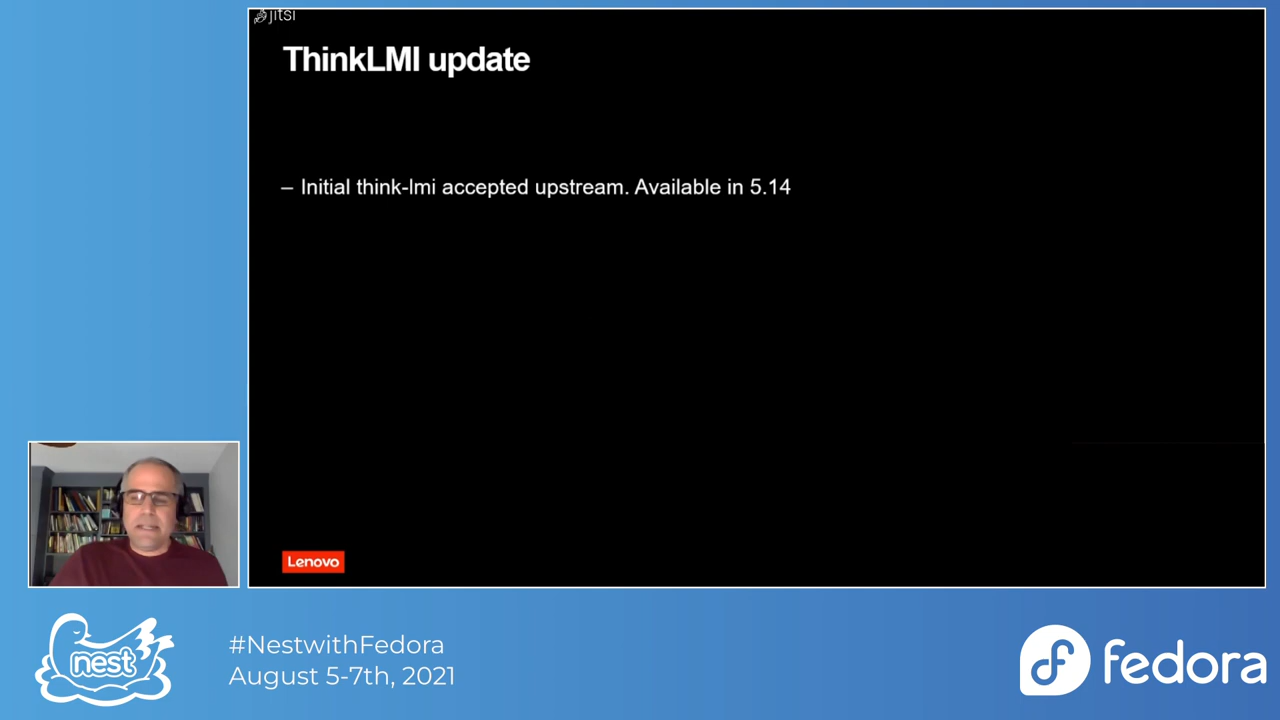 jitsi
ThinkLMI update
– Initial think-lmi accepted upstream. Available in 5.14
Lenovo
nest
#NestwithFedora
August 5-7th, 2021
fedora